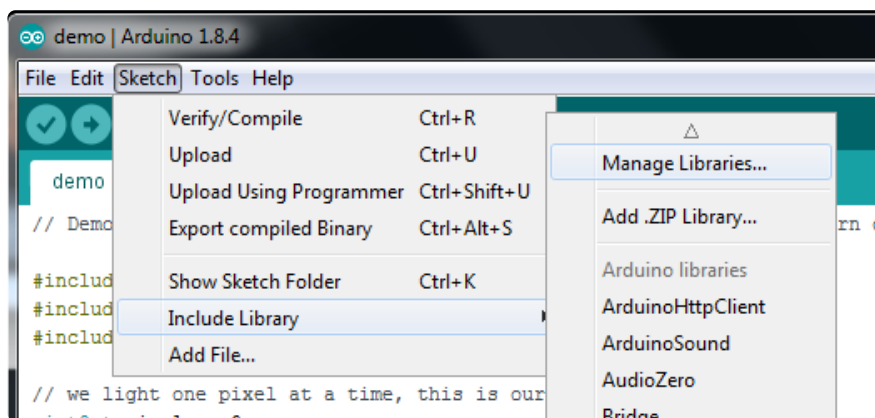 demo | Arduino 1.8.4
File Edit Sketch Tools Help
Verify/Compile Ctrl+R
Upload Ctrl+U
Upload Using Programmer Ctrl+Shift+U
Export compiled Binary Ctrl+Alt+S
Show Sketch Folder Ctrl+K
Include Library
Add File...
Manage Libraries...
Add .ZIP Library...
Arduino libraries
ArduinoHttpClient
ArduinoSound
AudioZero
Bridge
demo
// Demo
#includ
#includ
#includ
// we light one pixel at a time, this is our